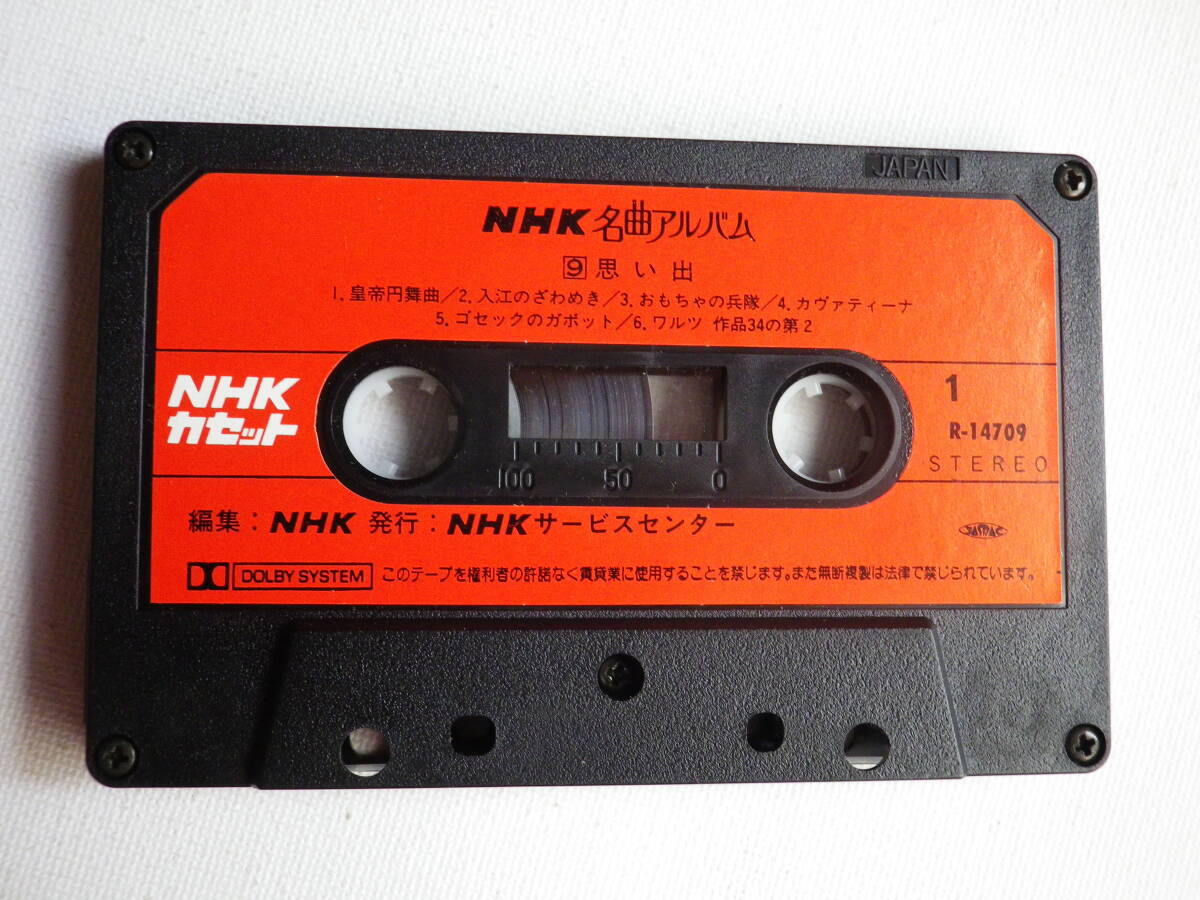 JAPAN
NHK 名曲アルバム
9 思い出
1. 皇帝円舞曲/2. 入江のざわめき/3. おもちゃの兵隊/4. カヴァティーナ
5. ゴセックのガボット/6. ワルツ 作品34の第2
NHK
カセット
1
R-14709
STEREO
100 50 0
編集：NHK 発行：NHKサービスセンター
JASRAC
DOLBY SYSTEM このテープを権利者の許諾なく賃貸業に使用することを禁じます。また無断複製は法律で禁じられています。